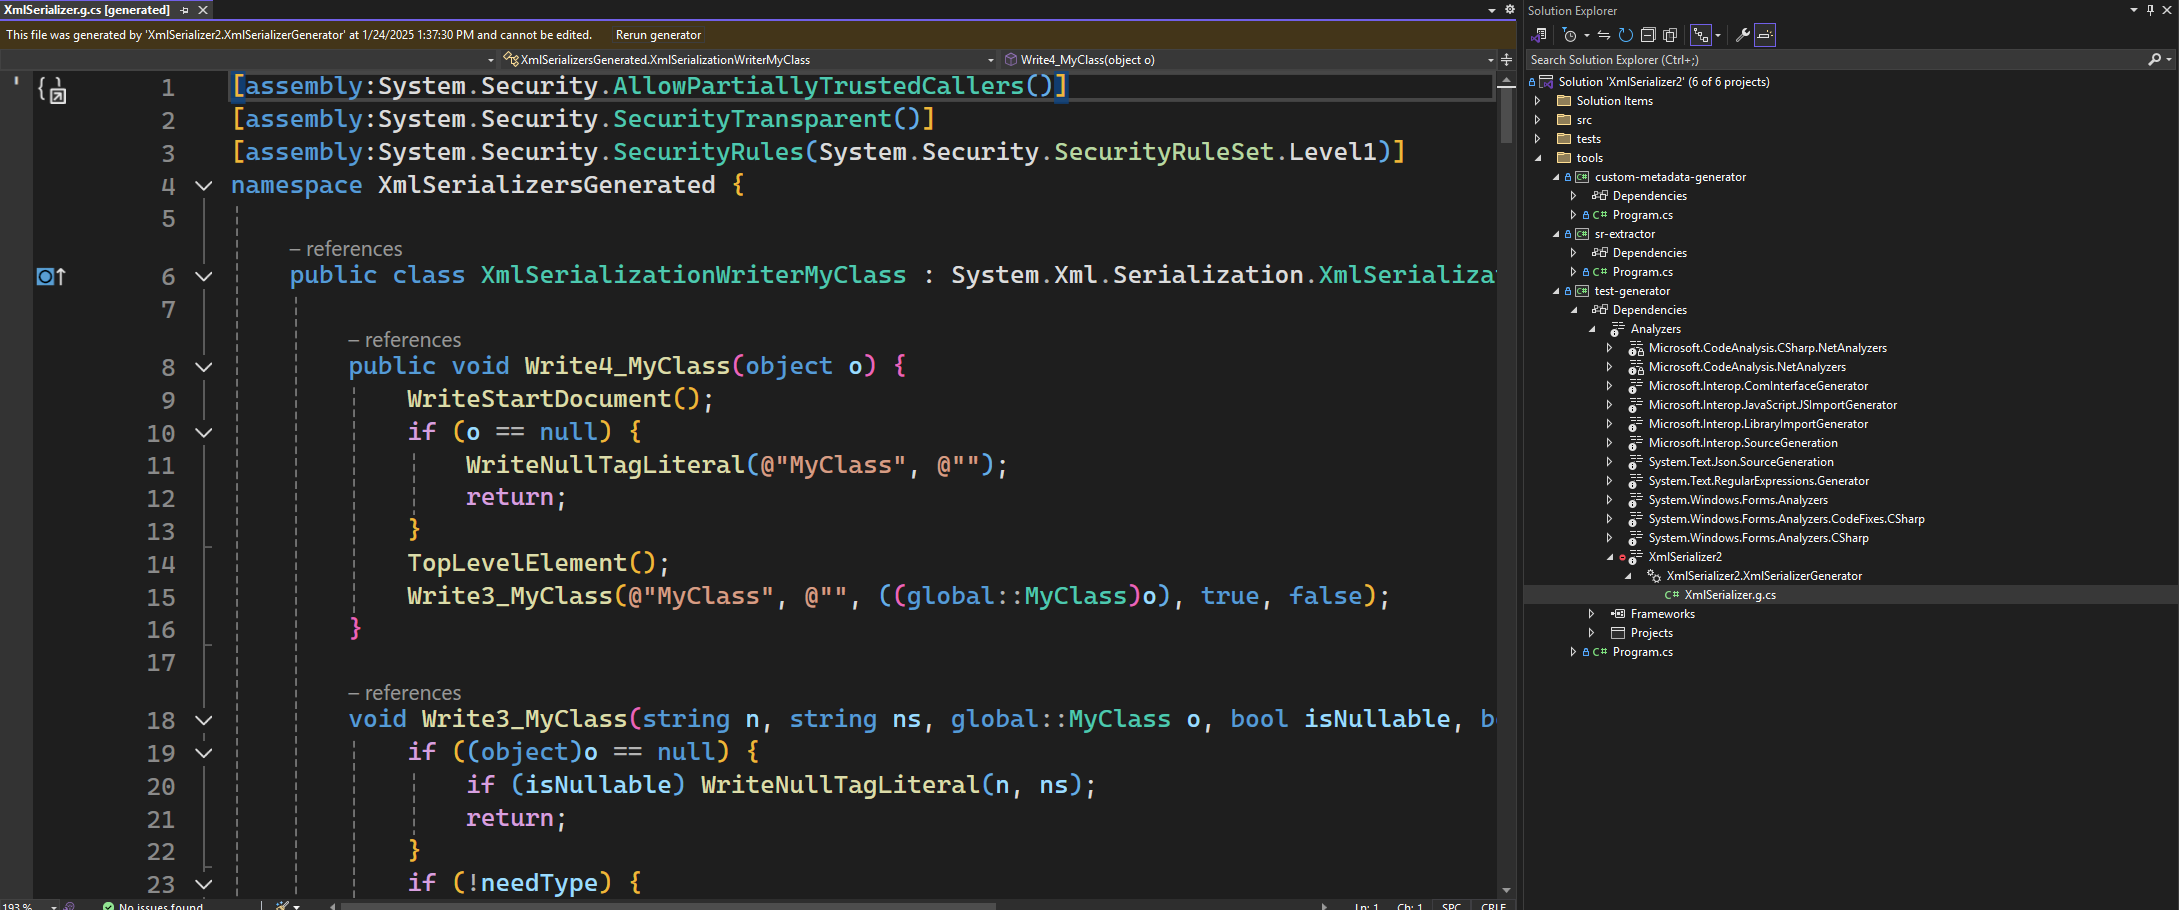 XmlSerializer.g.cs [generated]
This file was generated by 'XmlSerializer2.XmlSerializerGenerator' at 1/24/2025 1:37:30 PM and cannot be edited. Rerun generator
XmlSerializersGenerated.XmlSerializationWriterMyClass Write4_MyClass(object o)
1 [assembly:System.Security.AllowPartiallyTrustedCallers()]
2 [assembly:System.Security.SecurityTransparent()]
3 [assembly:System.Security.SecurityRules(System.Security.SecurityRuleSet.Level1)]
4 namespace XmlSerializersGenerated {
5
– references
6 public class XmlSerializationWriterMyClass : System.Xml.Serialization.XmlSerializa
7
– references
8 public void Write4_MyClass(object o) {
9 WriteStartDocument();
10 if (o == null) {
11 WriteNullTagLiteral(@"MyClass", @"");
12 return;
13 }
14 TopLevelElement();
15 Write3_MyClass(@"MyClass", @"", ((global::MyClass)o), true, false);
16 }
17
– references
18 void Write3_MyClass(string n, string ns, global::MyClass o, bool isNullable, b
19 if ((object)o == null) {
20 if (isNullable) WriteNullTagLiteral(n, ns);
21 return;
22 }
23 if (!needType) {
193 % No issues found Ln: 1 Ch: 1 SPC CRLF
Solution Explorer
Search Solution Explorer (Ctrl+;)
Solution 'XmlSerializer2' (6 of 6 projects)
Solution Items
src
tests
tools
custom-metadata-generator
Dependencies
C# Program.cs
sr-extractor
Dependencies
C# Program.cs
test-generator
Dependencies
Analyzers
Microsoft.CodeAnalysis.CSharp.NetAnalyzers
Microsoft.CodeAnalysis.NetAnalyzers
Microsoft.Interop.ComInterfaceGenerator
Microsoft.Interop.JavaScript.JSImportGenerator
Microsoft.Interop.LibraryImportGenerator
Microsoft.Interop.SourceGeneration
System.Text.Json.SourceGeneration
System.Text.RegularExpressions.Generator
System.Windows.Forms.Analyzers
System.Windows.Forms.Analyzers.CodeFixes.CSharp
System.Windows.Forms.Analyzers.CSharp
XmlSerializer2
XmlSerializer2.XmlSerializerGenerator
C# XmlSerializer.g.cs
Frameworks
Projects
C# Program.cs